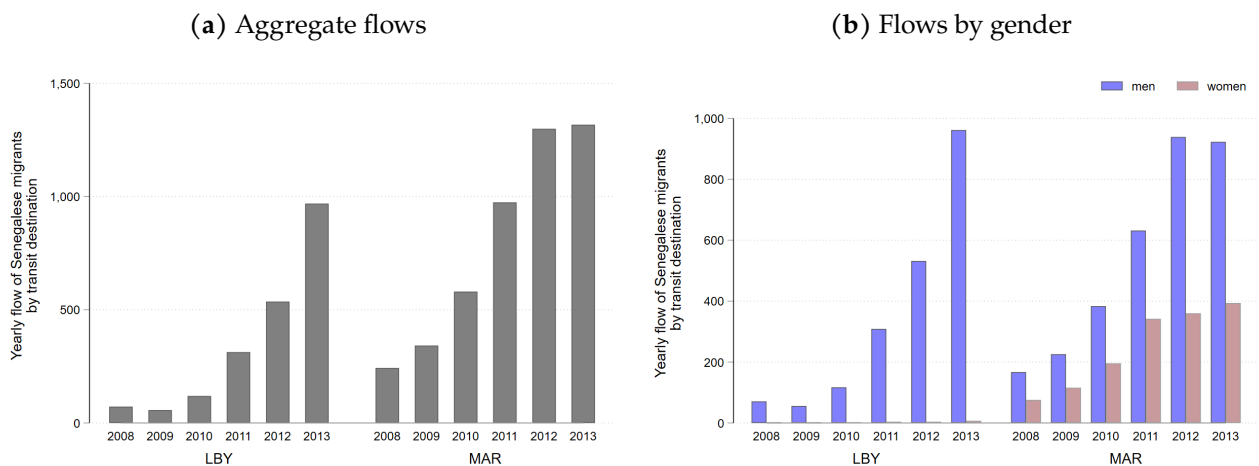 (a) Aggregate flows
Yearly flow of Senegalese migrants
by transit destination
1,500
1,000
500
0
2008 2009 2010 2011 2012 2013 2008 2009 2010 2011 2012 2013
LBY MAR
(b) Flows by gender
men women
Yearly flow of Senegalese migrants
by transit destination
1,000
800
600
400
200
0
2008 2009 2010 2011 2012 2013 2008 2009 2010 2011 2012 2013
LBY MAR